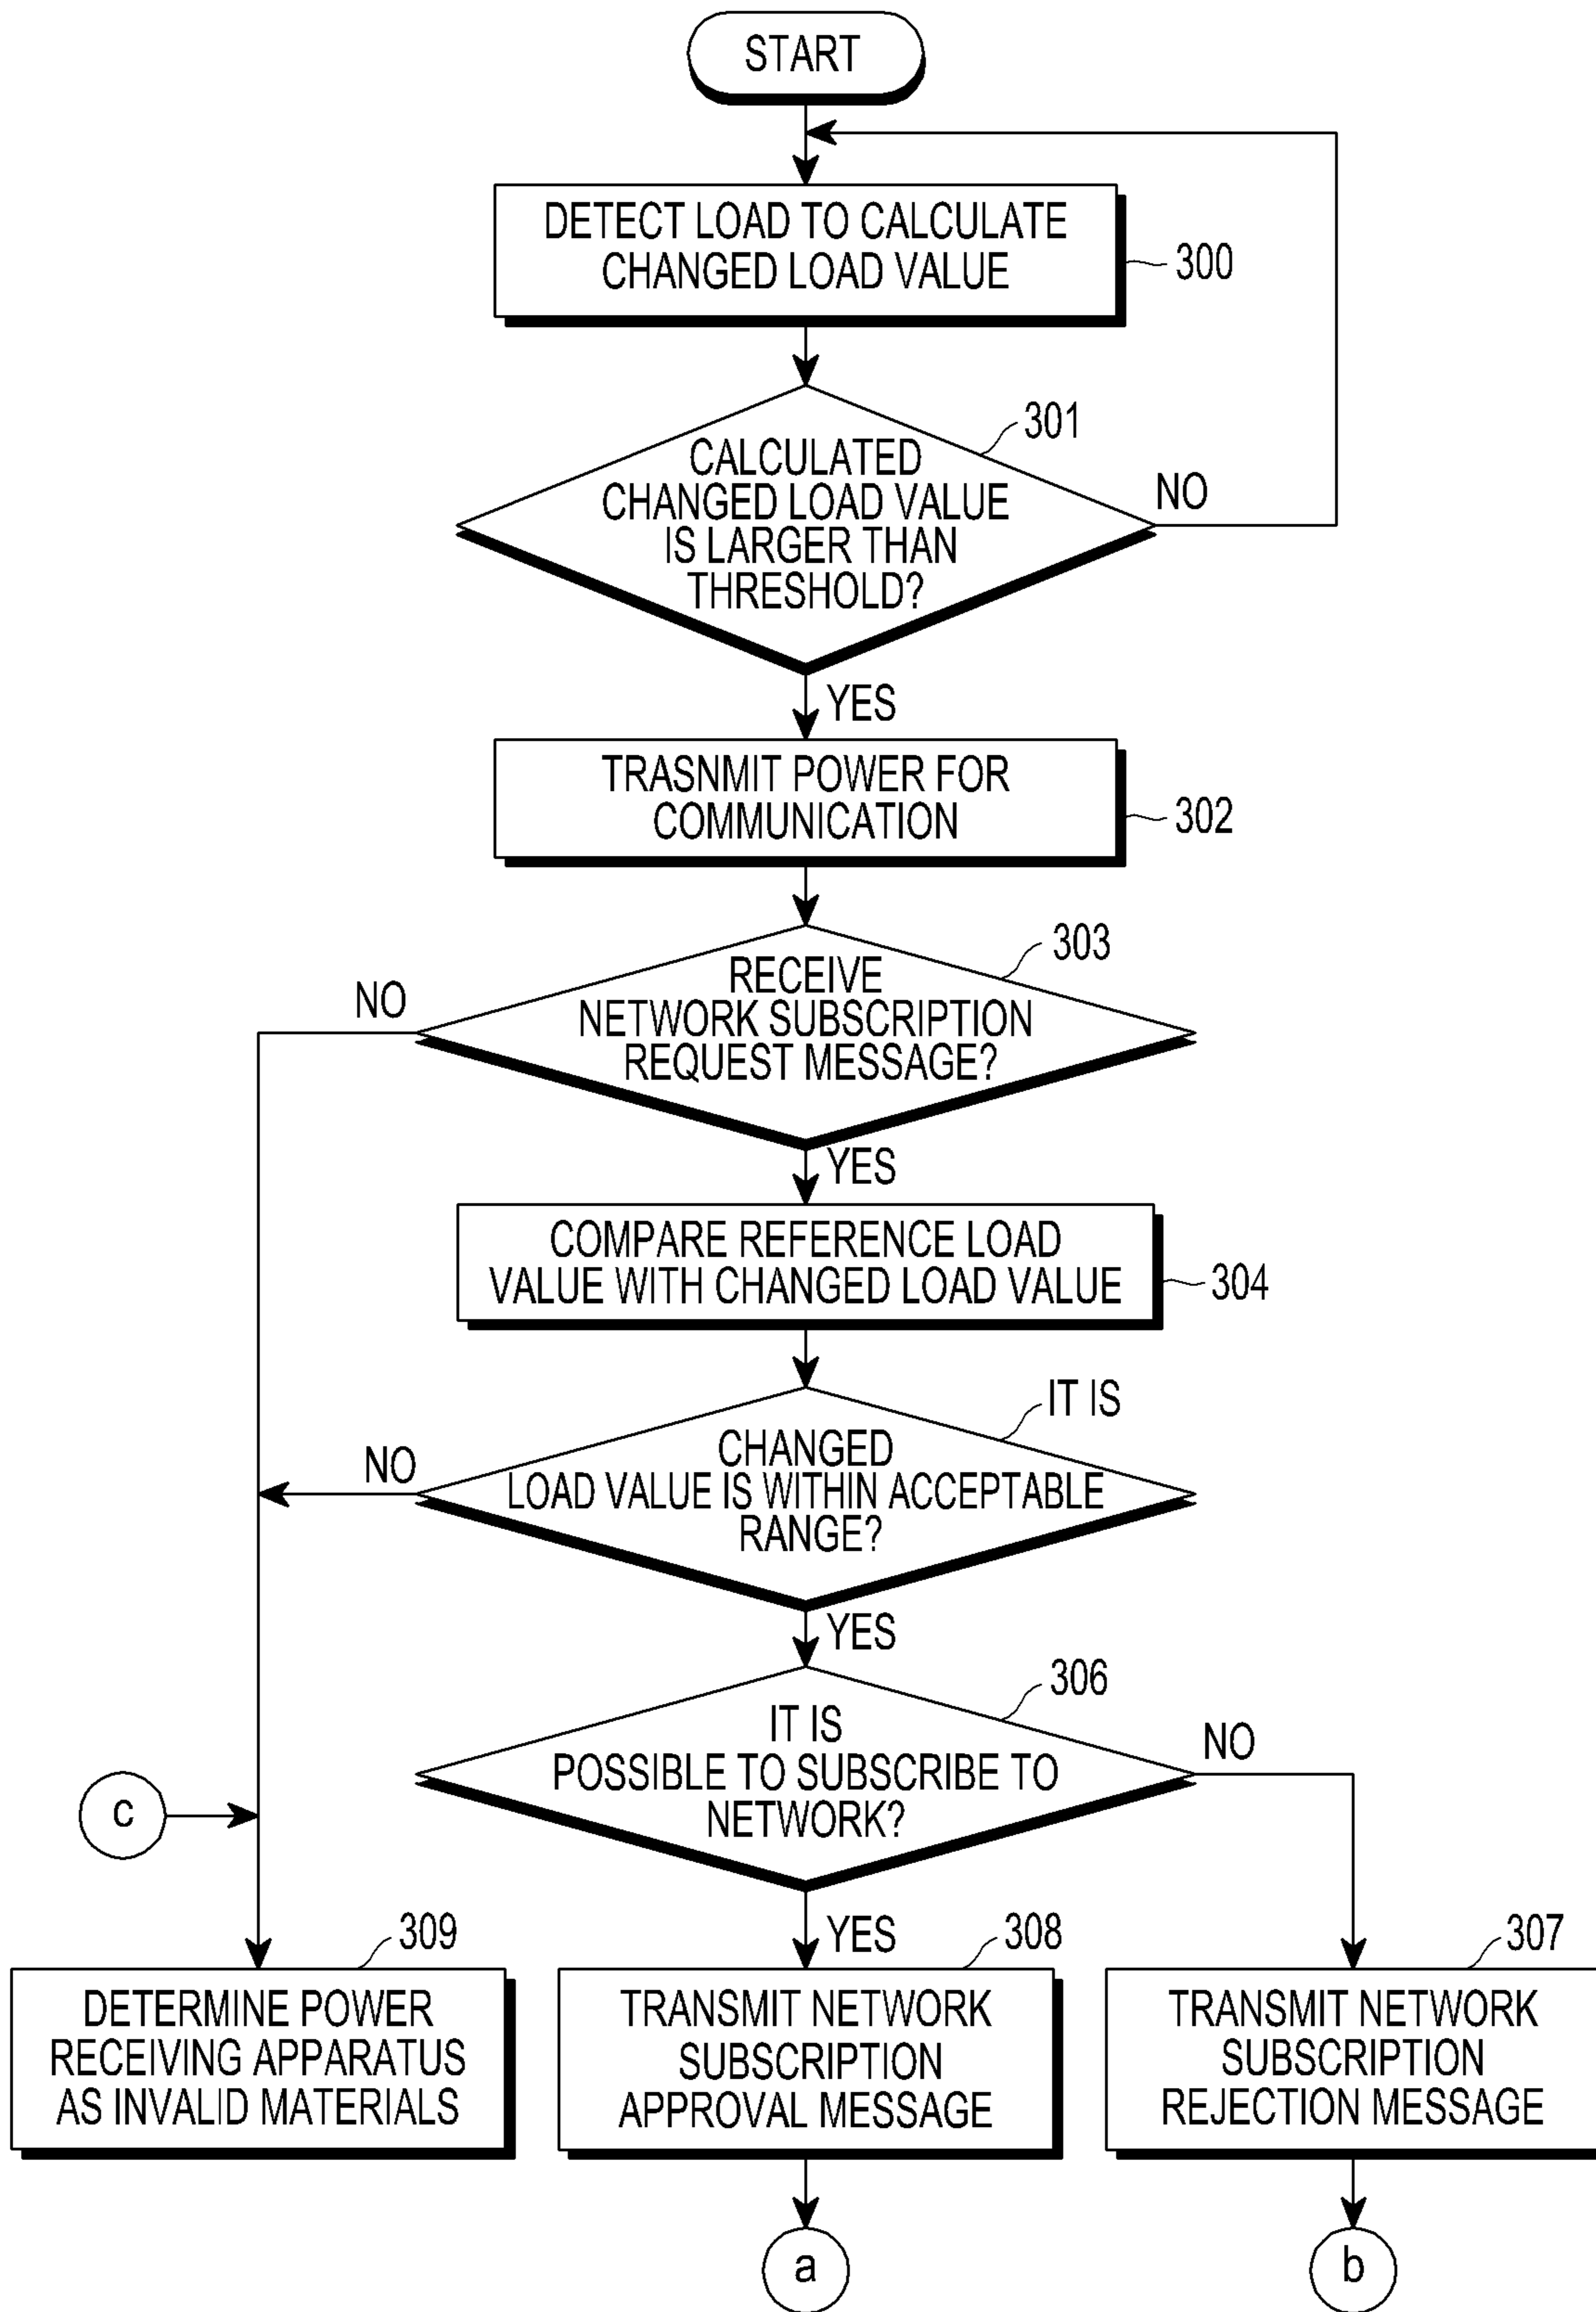 START
DETECT LOAD TO CALCULATE
CHANGED LOAD VALUE
300
301
CALCULATED
CHANGED LOAD VALUE
IS LARGER THAN
THRESHOLD?
NO
YES
TRASNMIT POWER FOR
COMMUNICATION
302
303
RECEIVE
NETWORK SUBSCRIPTION
REQUEST MESSAGE?
NO
YES
COMPARE REFERENCE LOAD
VALUE WITH CHANGED LOAD VALUE
304
IT IS
CHANGED
LOAD VALUE IS WITHIN ACCEPTABLE
RANGE?
NO
YES
306
IT IS
POSSIBLE TO SUBSCRIBE TO
NETWORK?
NO
c
YES
309
DETERMINE POWER
RECEIVING APPARATUS
AS INVALID MATERIALS
308
TRANSMIT NETWORK
SUBSCRIPTION
APPROVAL MESSAGE
307
TRANSMIT NETWORK
SUBSCRIPTION
REJECTION MESSAGE
a
b